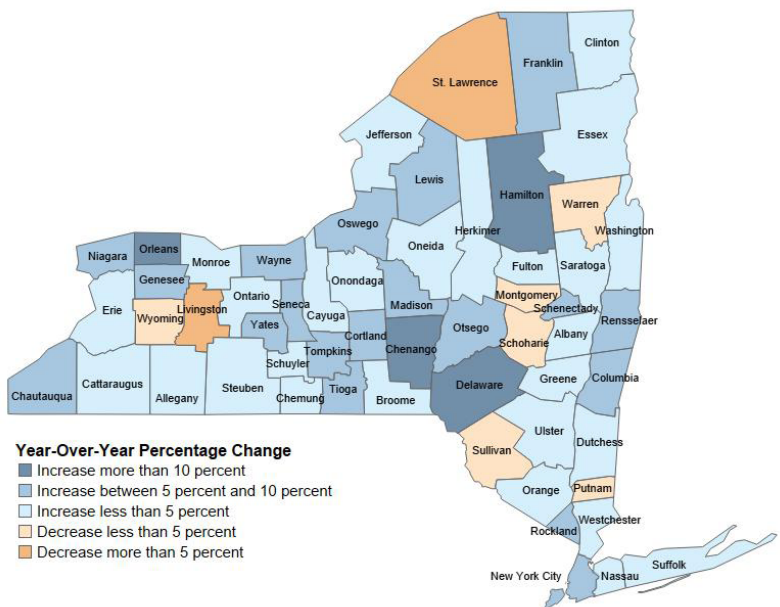 Clinton
Franklin
St. Lawrence
Essex
Jefferson
Lewis
Hamilton
Warren
Oswego
Herkimer
Washington
Oneida
Niagara
Orleans
Monroe
Wayne
Fulton
Saratoga
Genesee
Onondaga
Erie
Wyoming
Livingston
Ontario
Seneca
Cayuga
Madison
Montgomery
Schenectady
Rensselaer
Yates
Cortland
Otsego
Schoharie
Albany
Tompkins
Chenango
Schuyler
Chautauqua
Cattaraugus
Allegany
Steuben
Chemung
Tioga
Broome
Delaware
Greene
Columbia
Ulster
Dutchess
Sullivan
Orange
Putnam
Westchester
Rockland
New York City
Nassau
Suffolk
Year-Over-Year Percentage Change
Increase more than 10 percent
Increase between 5 percent and 10 percent
Increase less than 5 percent
Decrease less than 5 percent
Decrease more than 5 percent